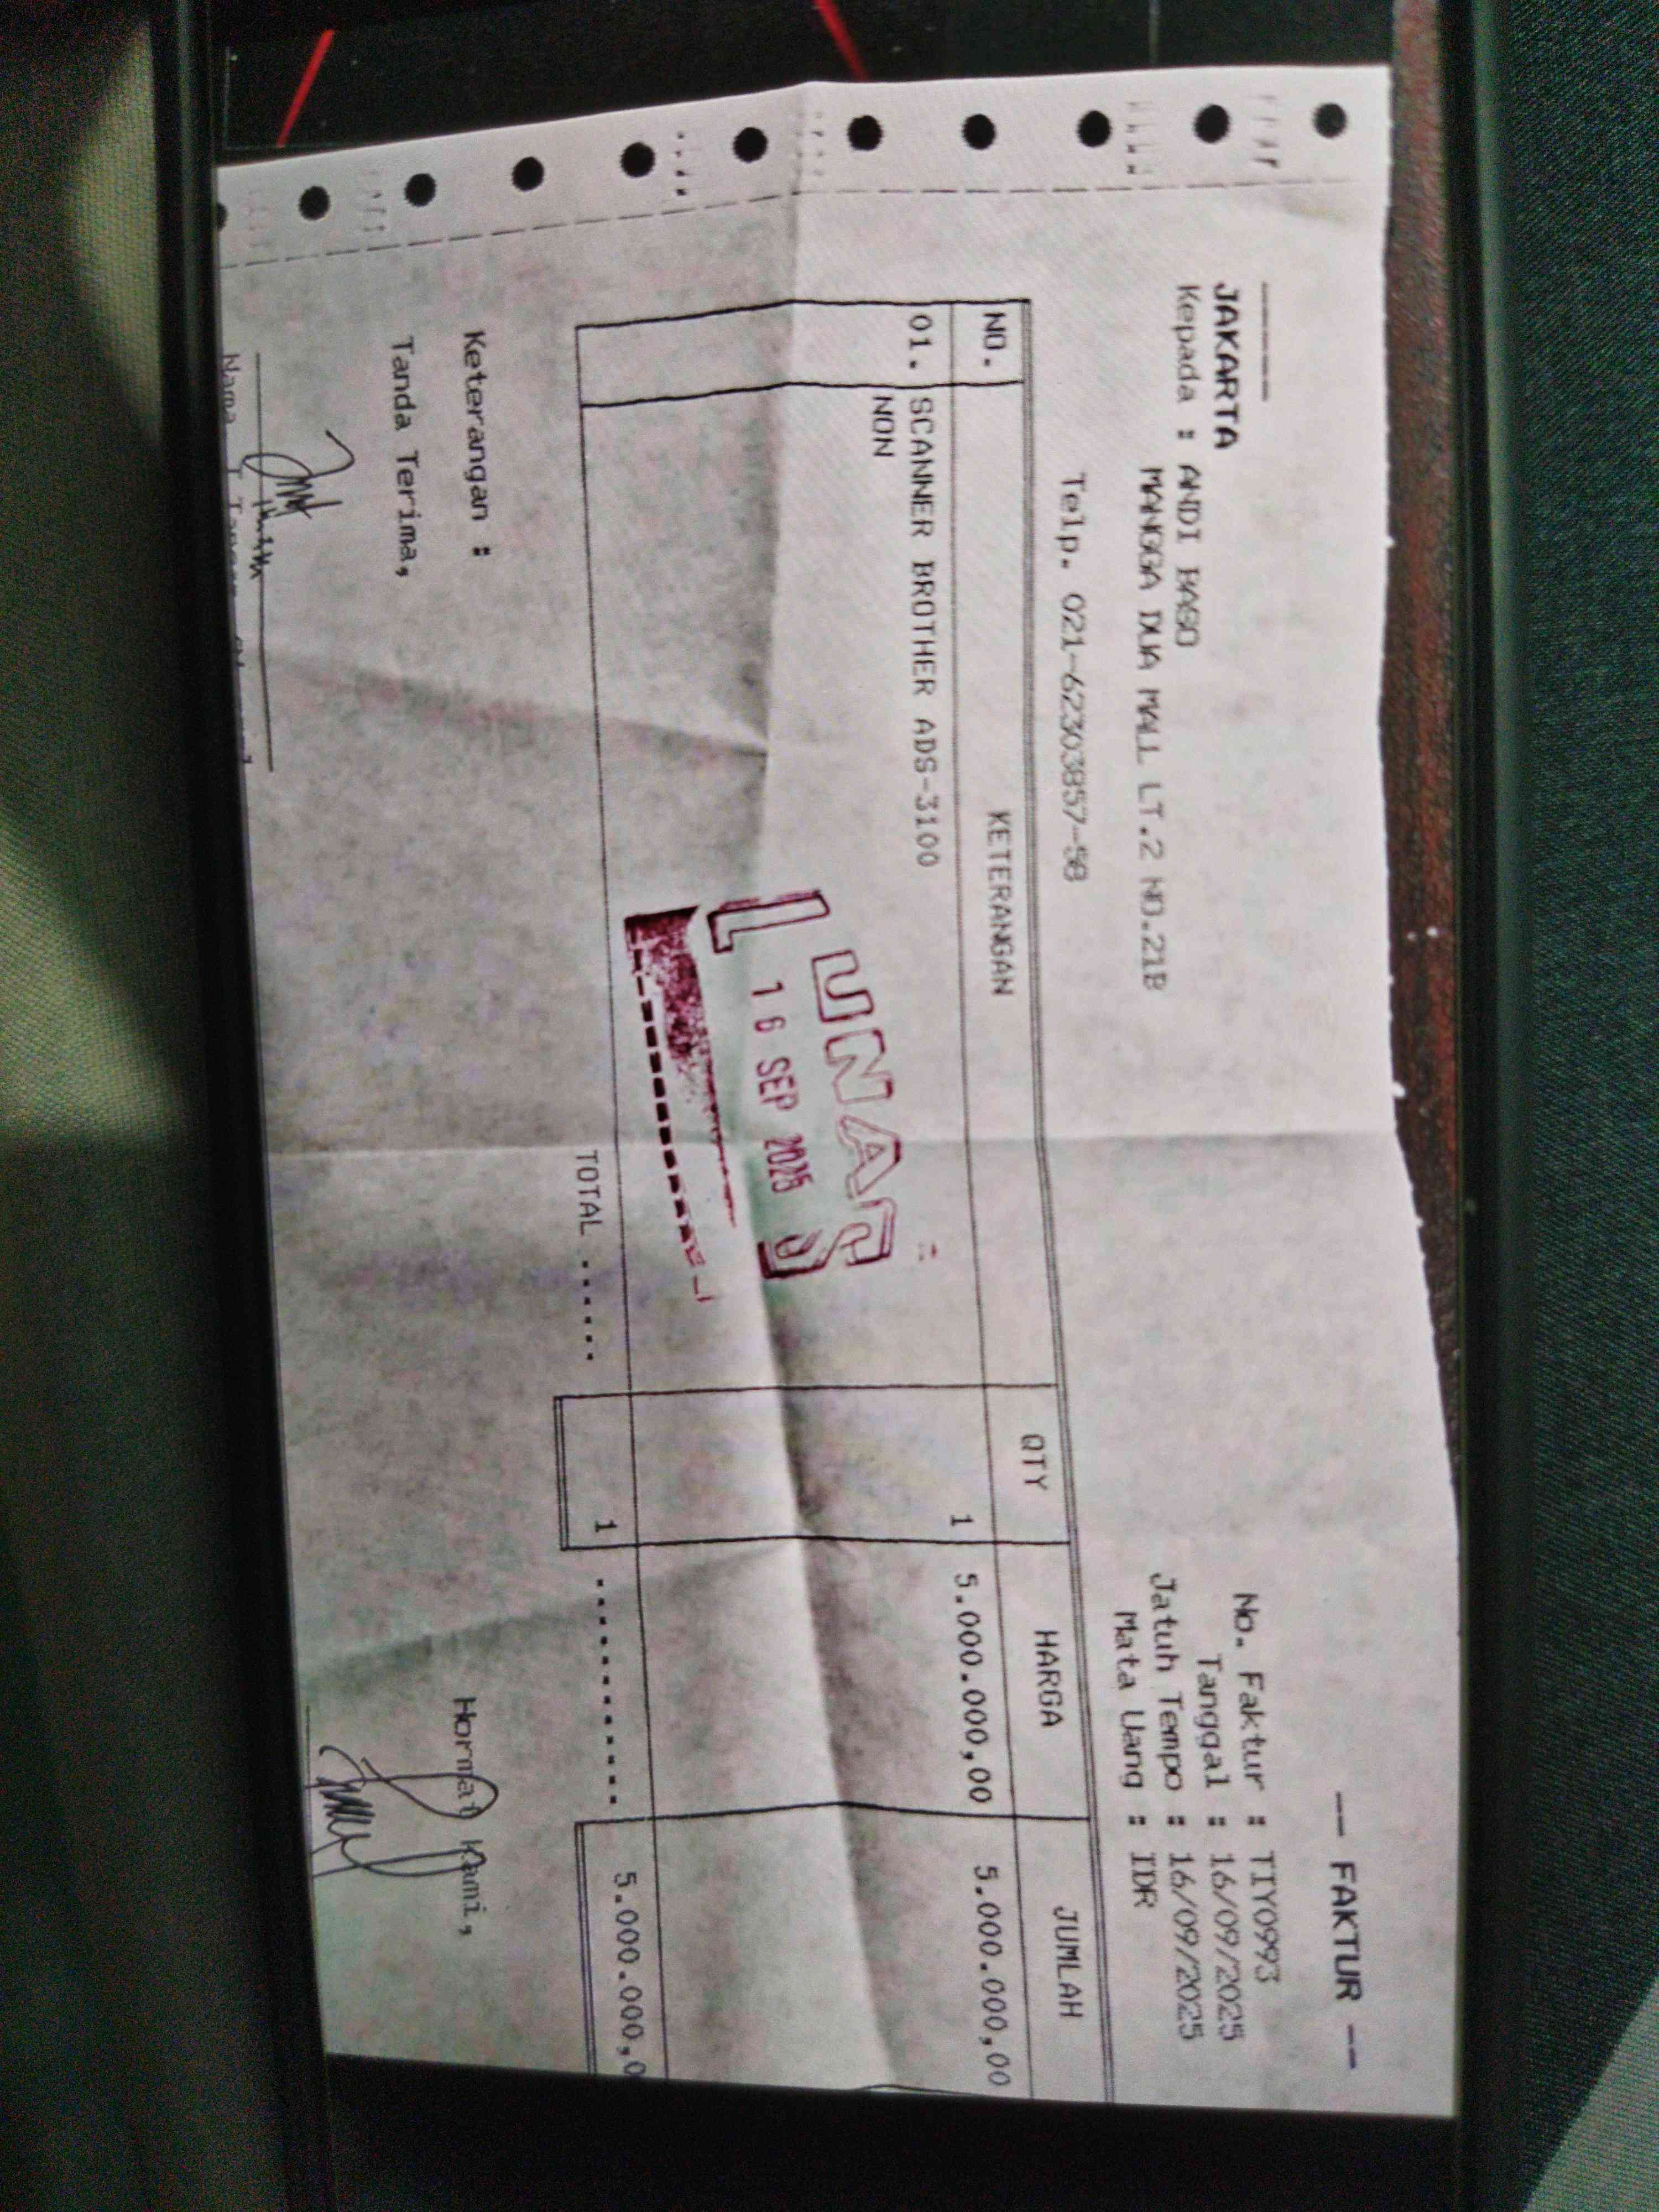 -- FAKTUR --
JAKARTA
No. Faktur : TIY0993
Kepada : ANDI BASO
Tanggal : 16/09/2025
MANGGA DUA MALL LT.2 NO.21B
Jatuh Tempo : 16/09/2025
Mata Uang : IDR
Telp. 021-62303857-58
NO. KETERANGAN QTY HARGA JUMLAH
01. SCANNER BROTHER ADS-3100 1 5.000.000,00 5.000.000,00
NON
LUNAS
16 SEP 2025
TOTAL ...... 1 ............ 5.000.000,0
Keterangan :
Tanda Terima,
Hormat Kami,
Nama